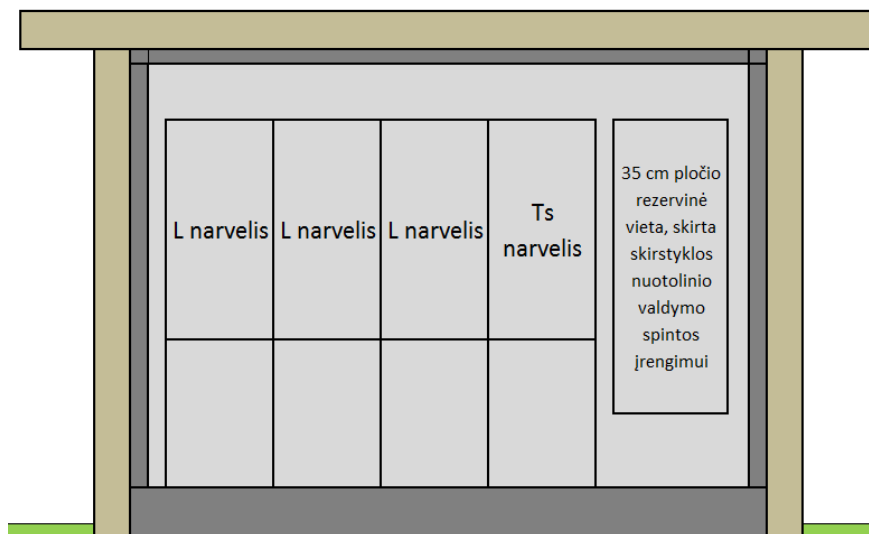 L narvelis
L narvelis
L narvelis
Ts
narvelis
35 cm pločio
rezervinė
vieta, skirta
skirstyklos
nuotolinio
valdymo
spintos
įrengimui